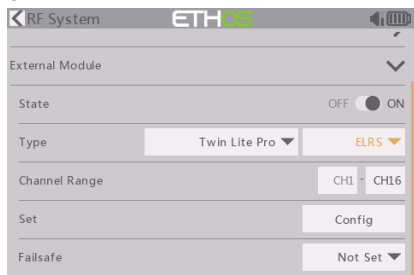 RF System ETHOS
External Module
State OFF ON
Type Twin Lite Pro ELRS
Channel Range CH1 - CH16
Set Config
Failsafe Not Set